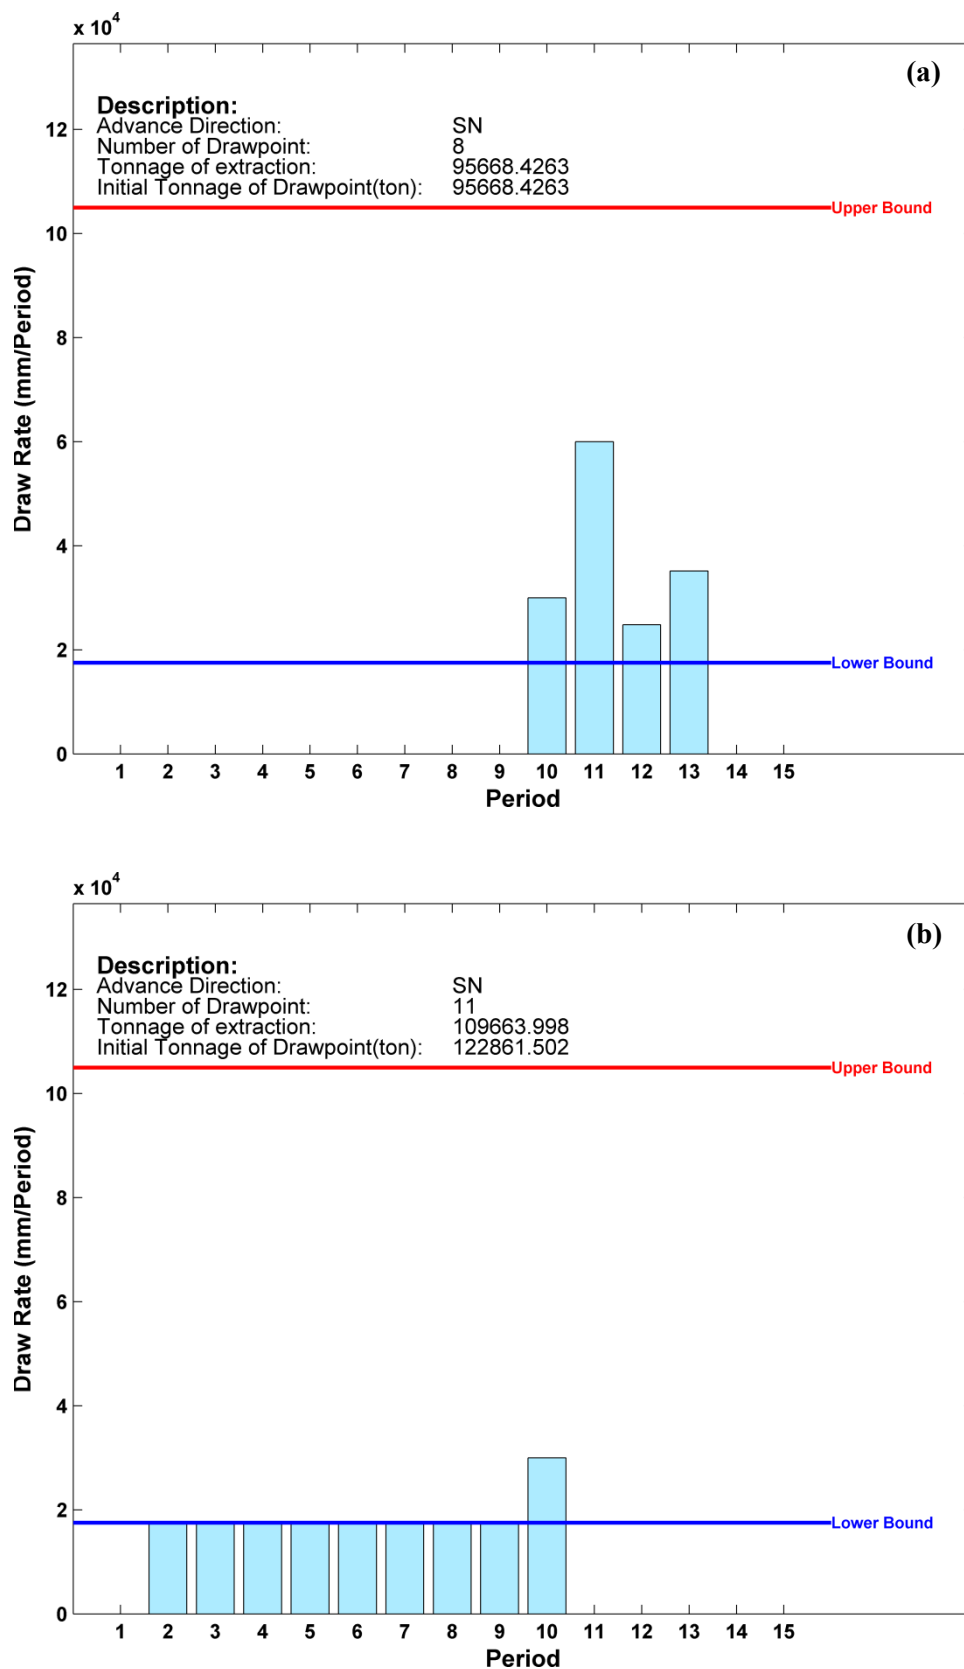 x 10^4
(a)
Description:
Advance Direction: SN
Number of Drawpoint: 8
Tonnage of extraction: 95668.4263
Initial Tonnage of Drawpoint(ton): 95668.4263
12
Upper Bound
10
8
6
4
2
Lower Bound
0
Draw Rate (mm/Period)
1 2 3 4 5 6 7 8 9 10 11 12 13 14 15
Period
x 10^4
(b)
Description:
Advance Direction: SN
Number of Drawpoint: 11
Tonnage of extraction: 109663.998
Initial Tonnage of Drawpoint(ton): 122861.502
12
Upper Bound
10
8
6
4
2
Lower Bound
0
Draw Rate (mm/Period)
1 2 3 4 5 6 7 8 9 10 11 12 13 14 15
Period